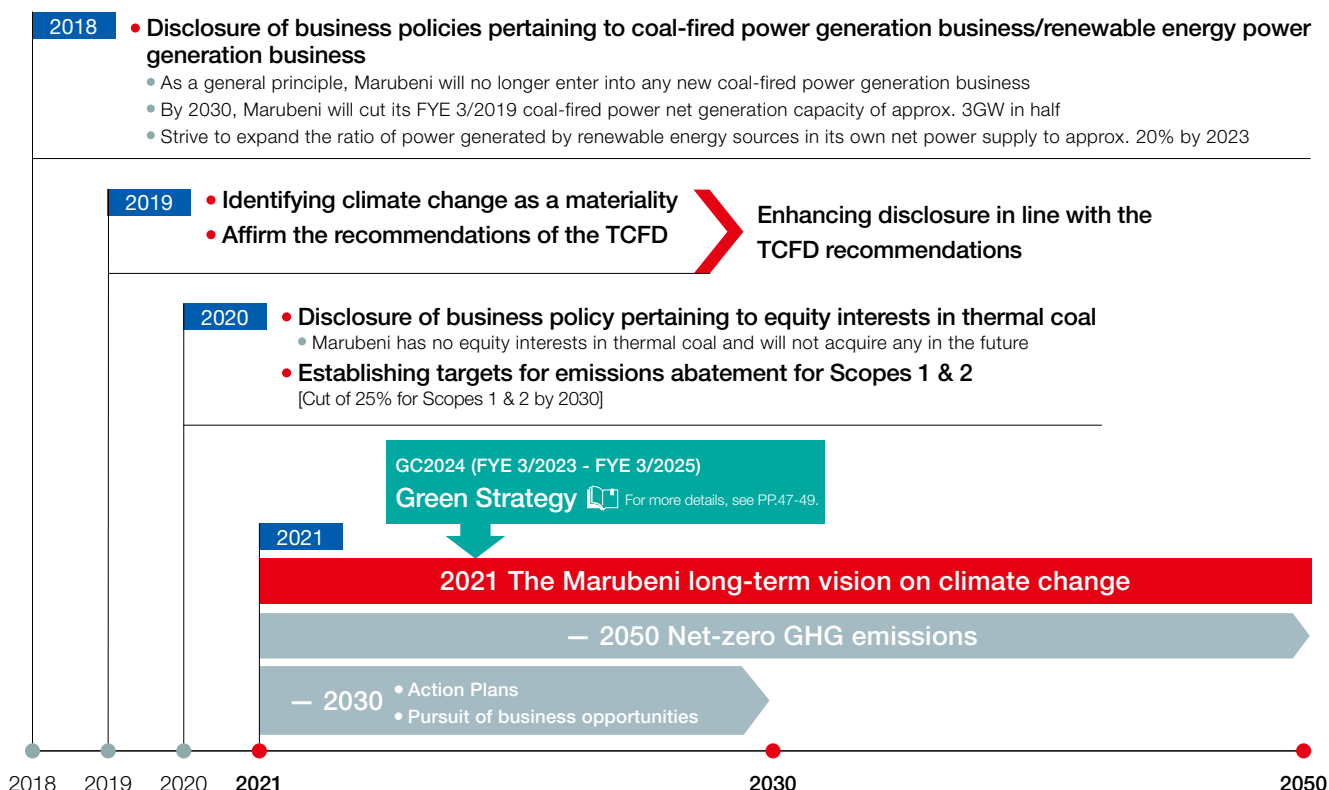 2018
• Disclosure of business policies pertaining to coal-fired power generation business/renewable energy power
generation business
• As a general principle, Marubeni will no longer enter into any new coal-fired power generation business
• By 2030, Marubeni will cut its FYE 3/2019 coal-fired power net generation capacity of approx. 3GW in half
• Strive to expand the ratio of power generated by renewable energy sources in its own net power supply to approx. 20% by 2023
2019
• Identifying climate change as a materiality
• Affirm the recommendations of the TCFD
Enhancing disclosure in line with the
TCFD recommendations
2020
• Disclosure of business policy pertaining to equity interests in thermal coal
• Marubeni has no equity interests in thermal coal and will not acquire any in the future
• Establishing targets for emissions abatement for Scopes 1 & 2
[Cut of 25% for Scopes 1 & 2 by 2030]
GC2024 (FYE 3/2023 - FYE 3/2025)
Green Strategy For more details, see PP.47-49.
2021
2021 The Marubeni long-term vision on climate change
— 2050 Net-zero GHG emissions
— 2030
• Action Plans
• Pursuit of business opportunities
2018 2019 2020 2021 2030 2050